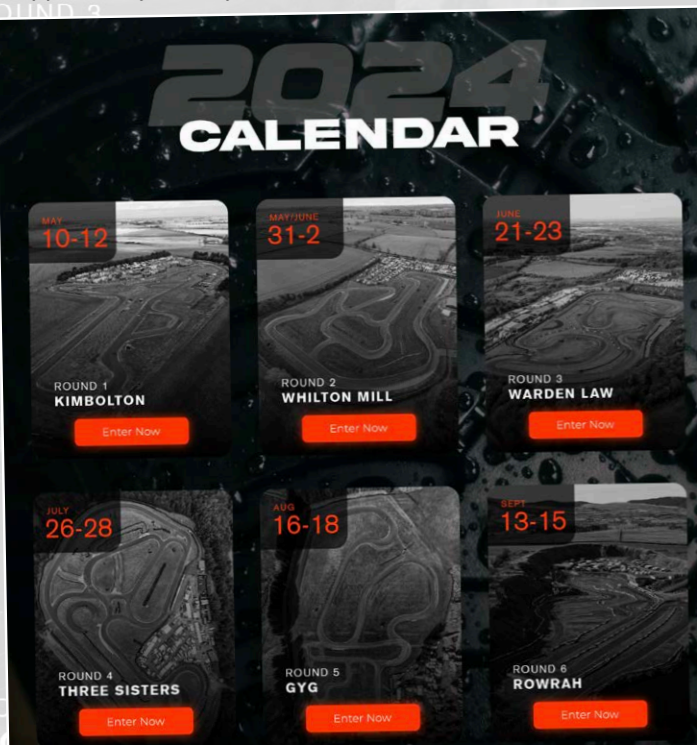 ROUND 3
2024
CALENDAR
MAY
10-12
ROUND 1
KIMBOLTON
Enter Now
MAY/JUNE
31-2
ROUND 2
WHILTON MILL
Enter Now
JUNE
21-23
ROUND 3
WARDEN LAW
Enter Now
JULY
26-28
ROUND 4
THREE SISTERS
Enter Now
AUG
16-18
ROUND 5
GYG
Enter Now
SEPT
13-15
ROUND 6
ROWRAH
Enter Now